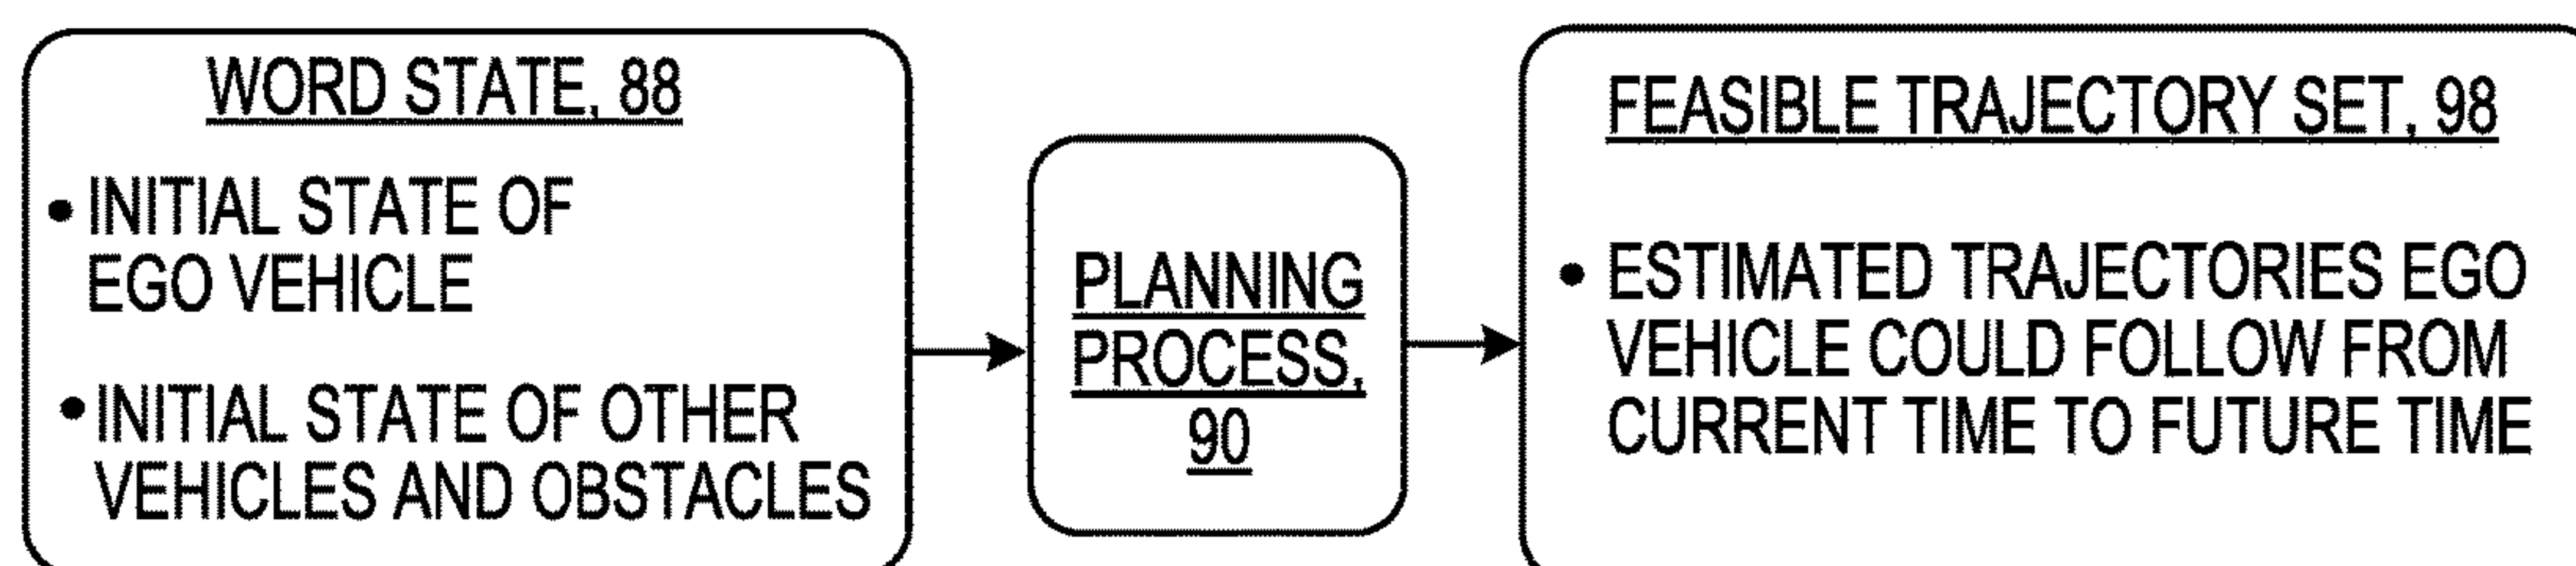 WORD STATE, 88
• INITIAL STATE OF
EGO VEHICLE
• INITIAL STATE OF OTHER
VEHICLES AND OBSTACLES
PLANNING
PROCESS,
90
FEASIBLE TRAJECTORY SET, 98
• ESTIMATED TRAJECTORIES EGO
VEHICLE COULD FOLLOW FROM
CURRENT TIME TO FUTURE TIME